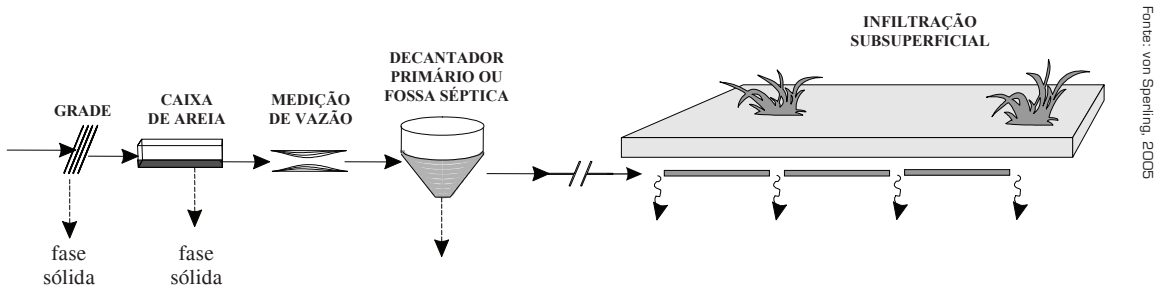 GRADE
CAIXA
DE AREIA
MEDIÇÃO
DE VAZÃO
DECANTADOR
PRIMÁRIO OU
FOSSA SÉPTICA
INFILTRAÇÃO
SUBSUPERFICIAL
fase
sólida
fase
sólida
Fonte: von Sperling, 2005